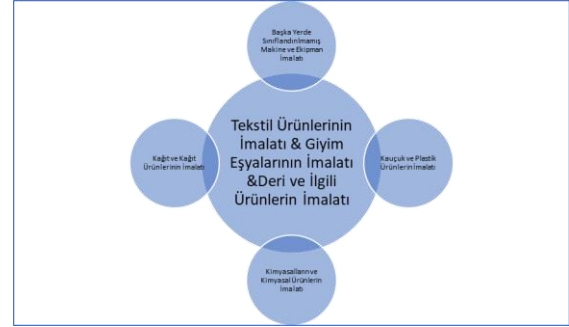 Başka Yerde
Sınıflandırılmamış
Makine ve Ekipman
İmalatı
Tekstil Ürünlerinin
İmalatı & Giyim
Eşyalarının İmalatı
&Deri ve İlgili
Ürünlerin İmalatı
Kağıt ve Kağıt
Ürünlerinin İmalatı
Kauçuk ve Plastik
Ürünlerin İmalatı
Kimyasalların ve
Kimyasal Ürünlerin
İmalatı